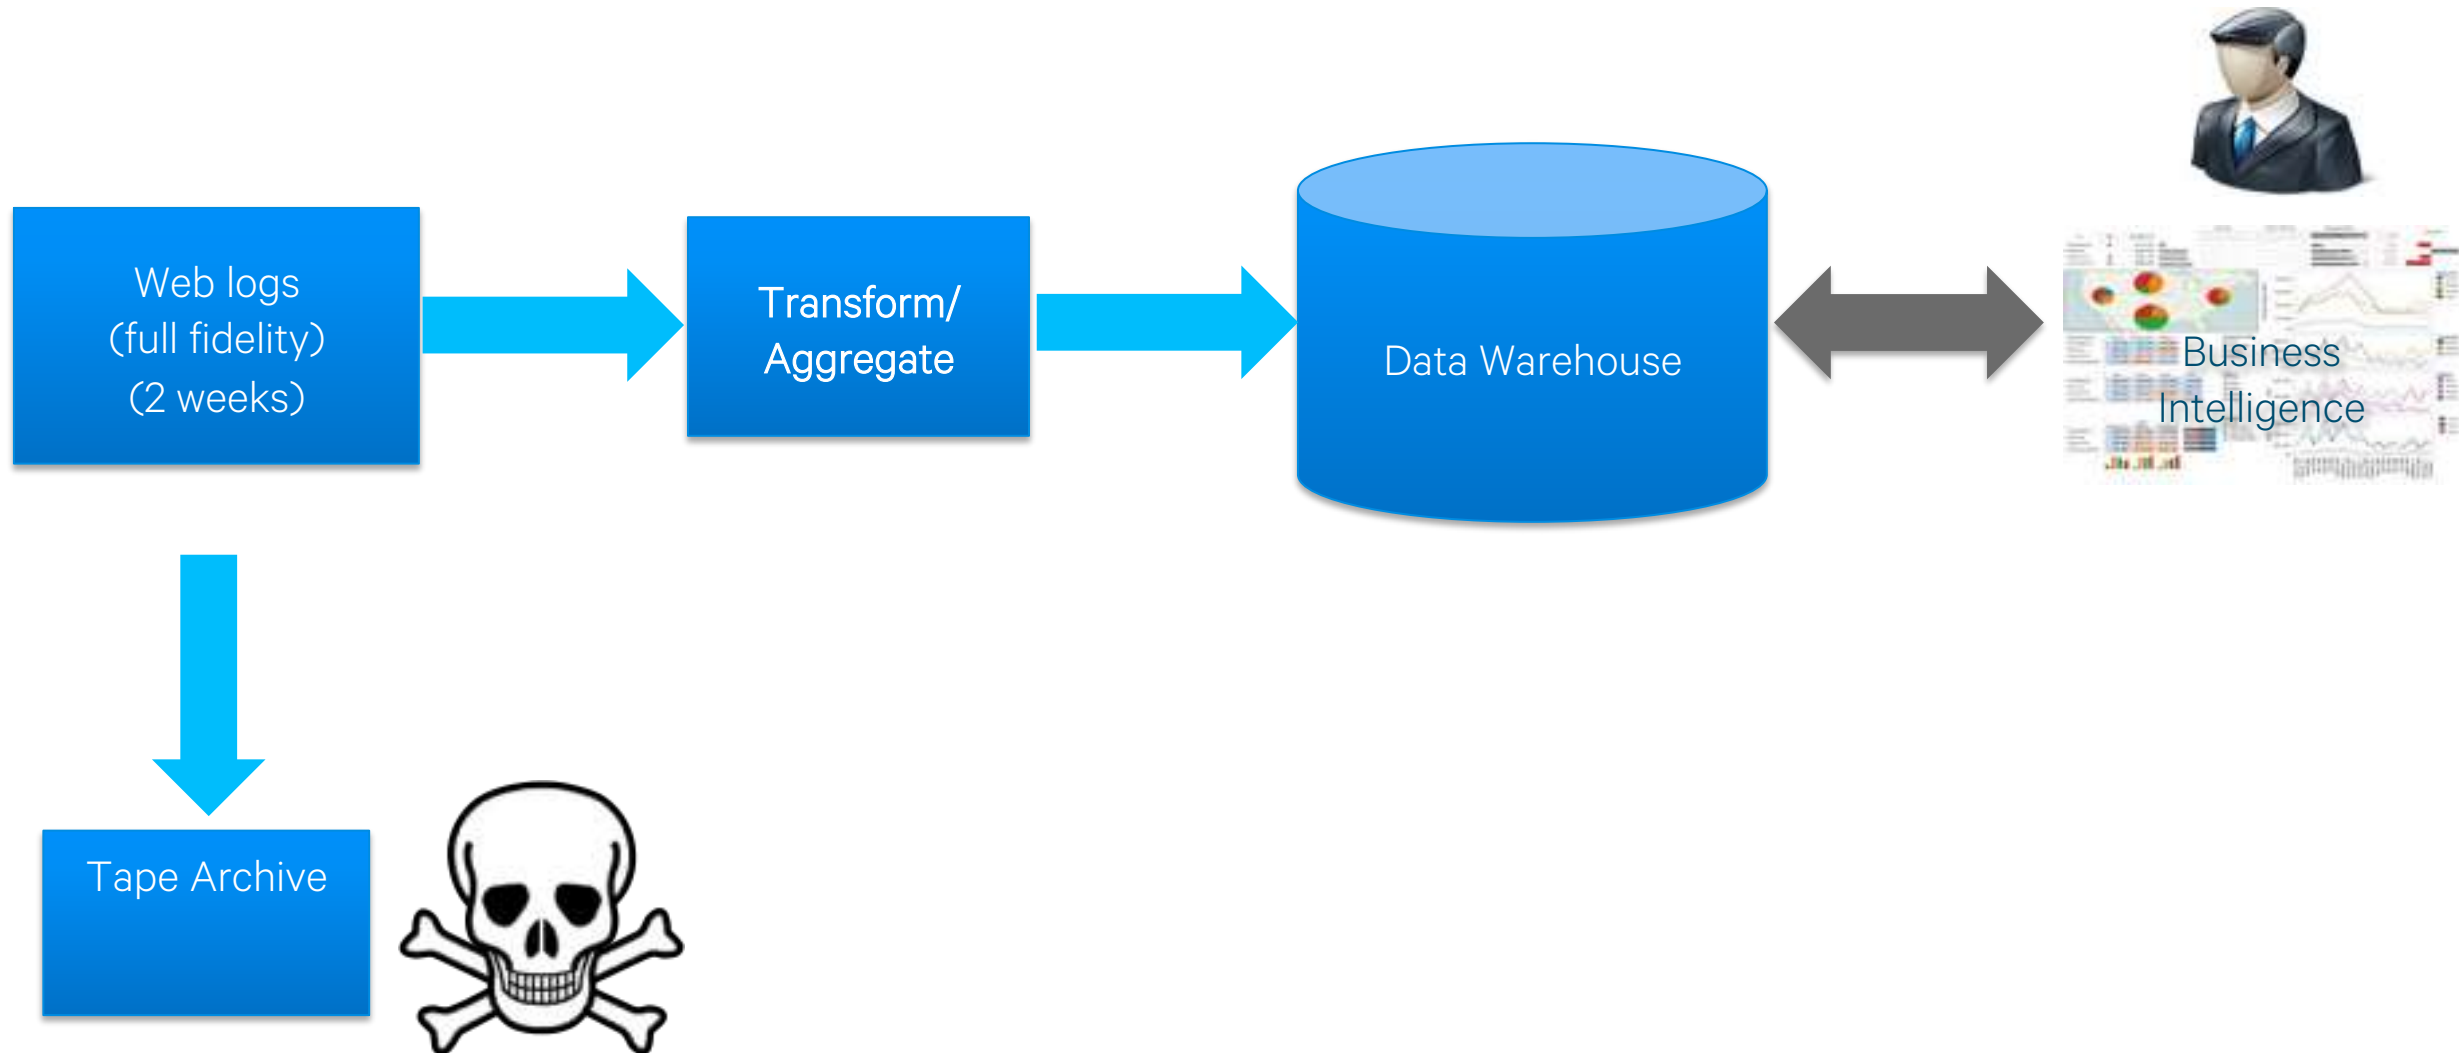 Web logs
(full fidelity)
(2 weeks)
Transform/
Aggregate
Data Warehouse
Business
Intelligence
Tape Archive